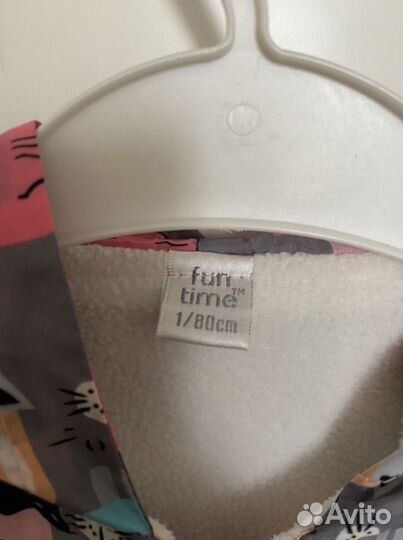 fun
time™
1/80cm
Avito